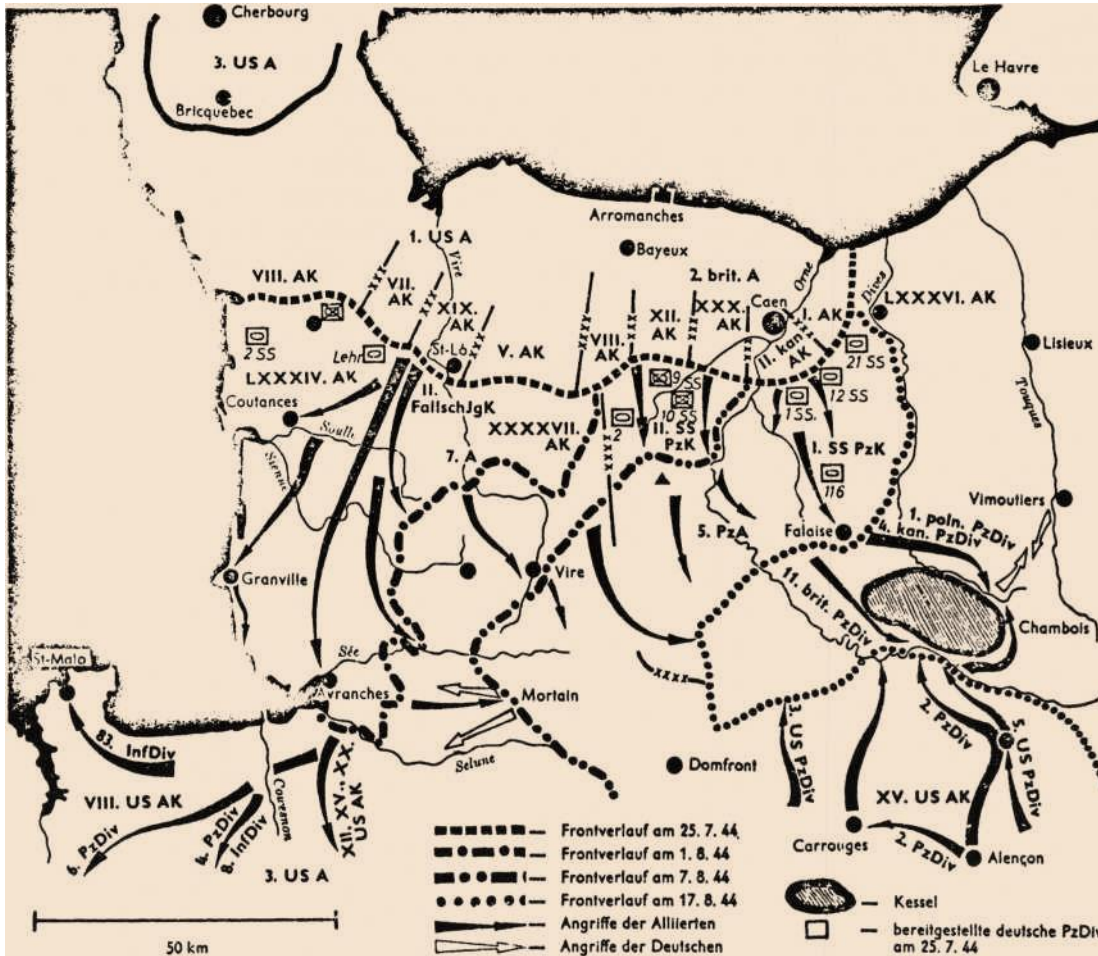 Cherbourg
3. US A
Bricquebec
Le Havre
Arromanches
Bayeux
1. US A
Vire
VIII. AK
VII. AK
XIX. AK
V. AK
St-Lô
2. brit. A
VIII. AK
XII. AK
XXX. AK
Caen
Orne
Dives
I. AK
II. kan. AK
LXXXVI. AK
21 SS
12 SS
1 SS.
Lisieux
Touques
2 SS
Lehr
LXXXIV. AK
Coutances
II. FallschJgK
XXXXVII. AK
7. A
2
9 SS
10 SS
II. SS PzK
I. SS PzK
116
Soulle
Sienne
Vimoutiers
5. PzA
Falaise
1. poln. PzDiv
4. kan. PzDiv
11. brit. PzDiv
Chambois
Granville
Vire
St-Malo
Sée
Avranches
Mortain
Selune
xxxx
83. InfDiv
VIII. US AK
6. PzDiv
4. PzDiv
8. InfDiv
XII. XV. XX. US AK
3. US A
Domfront
3. US PzDiv
2. PzDiv
5. US PzDiv
XV. US AK
Carrouges
2. PzDiv
Alençon
Frontverlauf am 25. 7. 44
Frontverlauf am 1. 8. 44
Frontverlauf am 7. 8. 44
Frontverlauf am 17. 8. 44
Angriffe der Alliierten
Angriffe der Deutschen
Kessel
bereitgestellte deutsche PzDiv
am 25. 7. 44
50 km